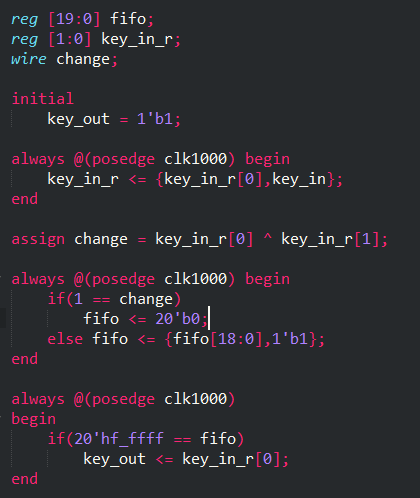 reg [19:0] fifo;
reg [1:0] key_in_r;
wire change;
initial
key_out = 1'b1;
always @(posedge clk1000) begin
key_in_r <= {key_in_r[0],key_in};
end
assign change = key_in_r[0] ^ key_in_r[1];
always @(posedge clk1000) begin
if(1 == change)
fifo <= 20'b0;
else fifo <= {fifo[18:0],1'b1};
end
always @(posedge clk1000)
begin
if(20'hf_ffff == fifo)
key_out <= key_in_r[0];
end